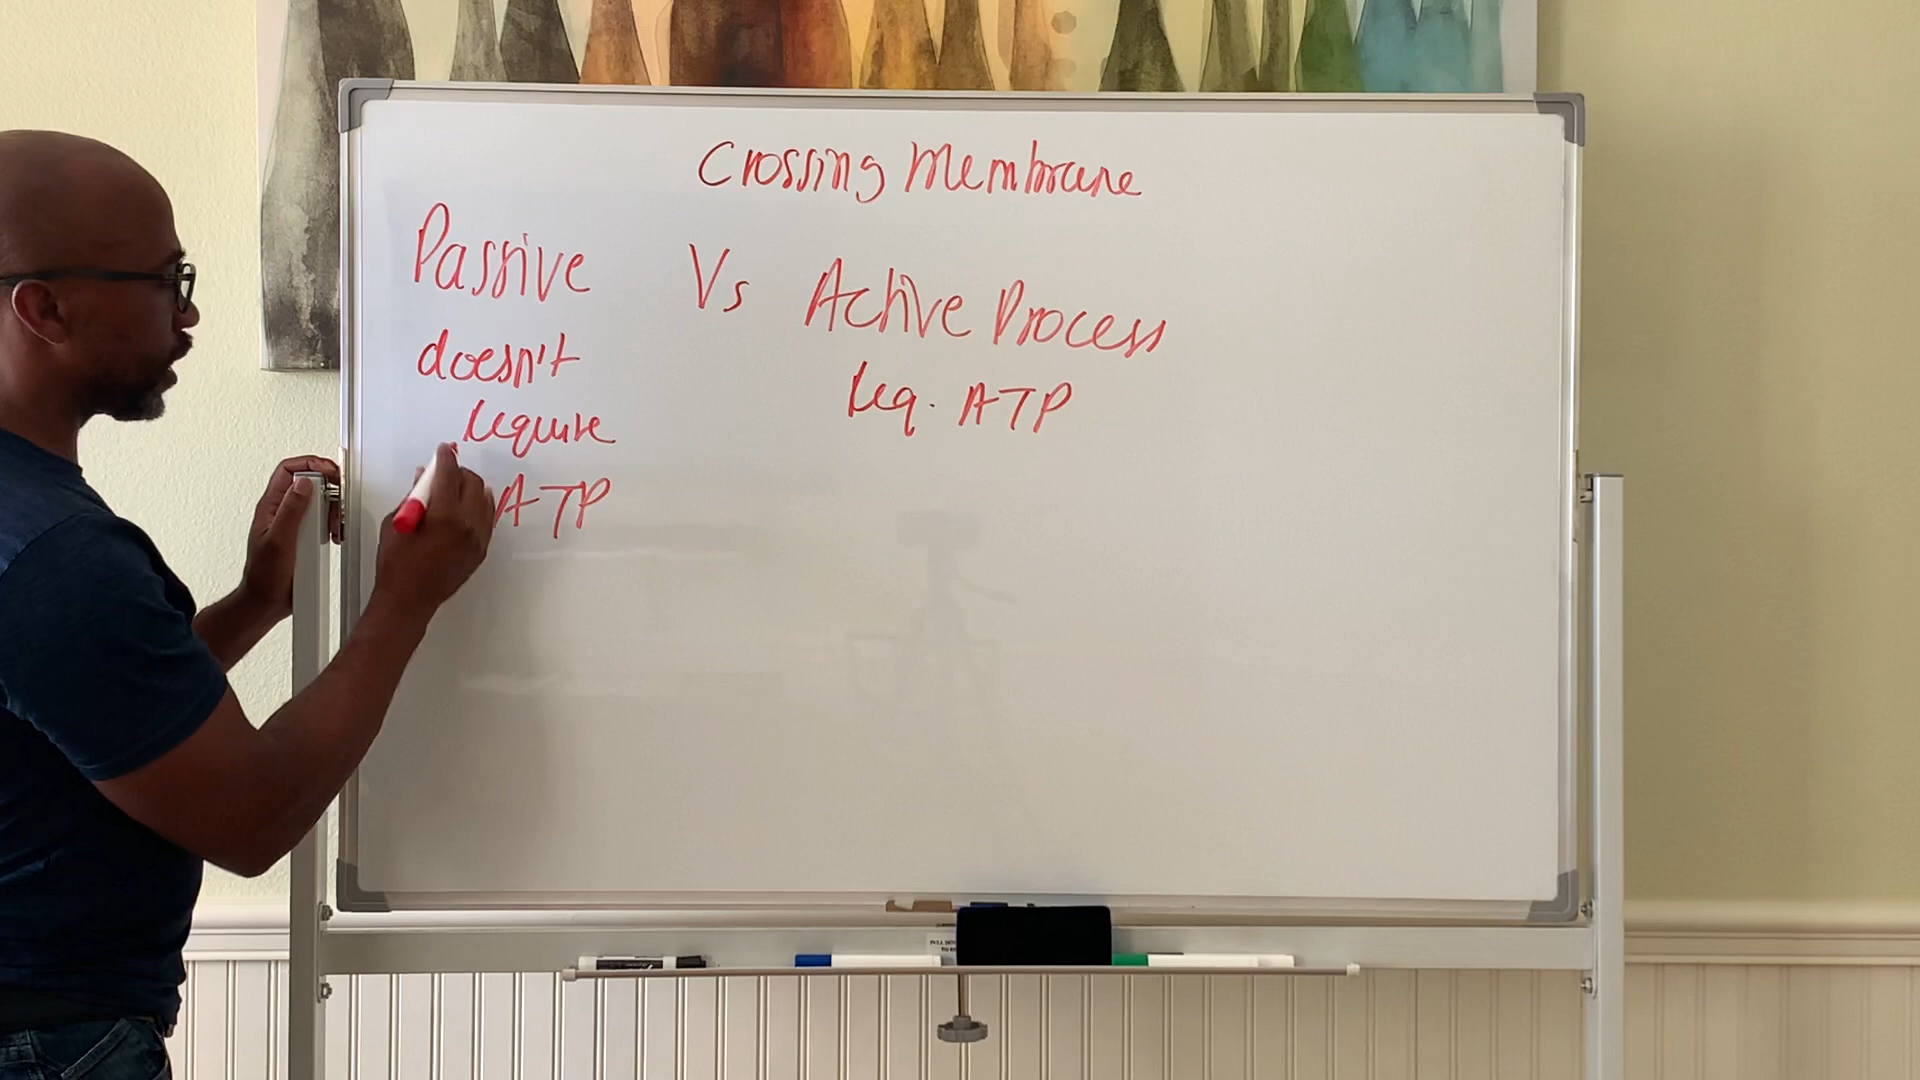 Crossing Membrane
Passive Vs Active Process
doesn't
require
ATP
req. ATP